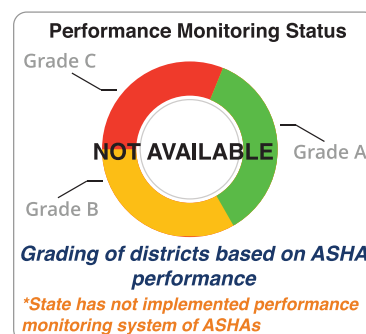 Performance Monitoring Status
Grade C
NOT AVAILABLE
Grade A
Grade B
Grading of districts based on ASHA
performance
*State has not implemented performance
monitoring system of ASHAs